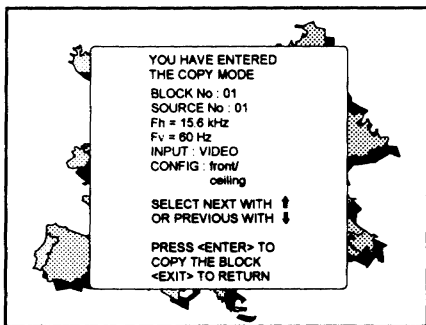 YOU HAVE ENTERED
THE COPY MODE
BLOCK No : 01
SOURCE No : 01
Fh = 15.6 kHz
Fv = 60 Hz
INPUT : VIDEO
CONFIG : front/
ceiling
SELECT NEXT WITH ⬆
OR PREVIOUS WITH ⬇
PRESS <ENTER> TO
COPY THE BLOCK
<EXIT> TO RETURN